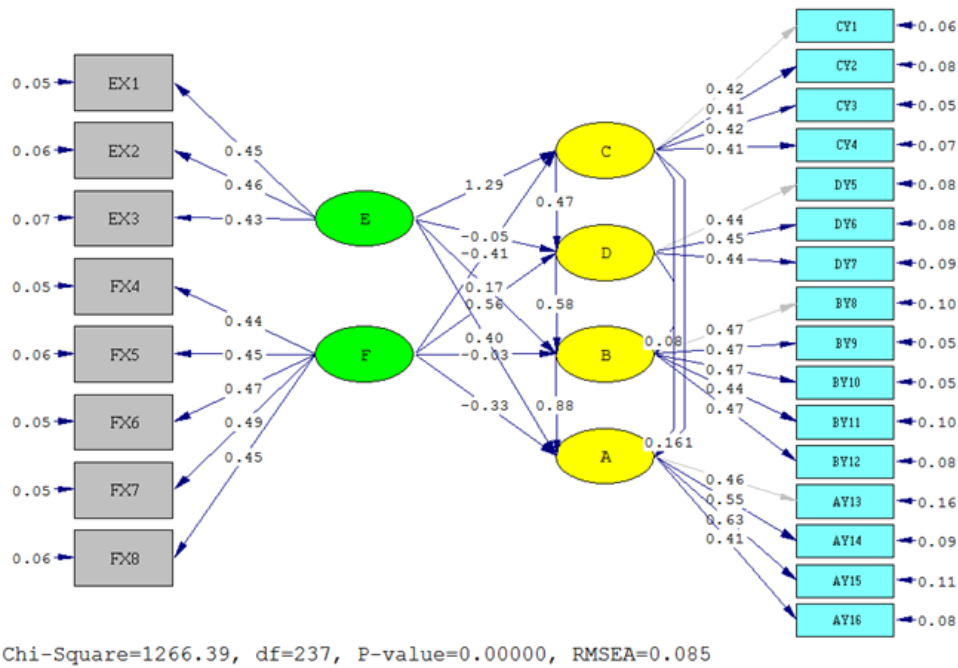 CY1 0.06
0.05 EX1
CY2 0.08
0.42
0.41
CY3 0.05
0.42
0.06 EX2
0.45
C
0.41
CY4 0.07
0.46
1.29
DY5 0.08
0.47
0.07 EX3
0.43
E
0.44
DY6 0.08
-0.05
0.45
-0.41
D
0.44
DY7 0.09
0.05 FX4
0.17
0.56
0.58
BY8 0.10
0.44
0.47
0.40
0.08
BY9 0.05
0.06 FX5
0.45
F
-0.03
B
0.47
0.47
BY10 0.05
0.47
0.44
0.05 FX6
-0.33
0.88
0.47
BY11 0.10
0.49
0.161
0.45
A
BY12 0.08
0.05 FX7
0.46
AY13 0.16
0.55
0.63
0.41
AY14 0.09
0.06 FX8
AY15 0.11
AY16 0.08
Chi-Square=1266.39, df=237, P-value=0.00000, RMSEA=0.085